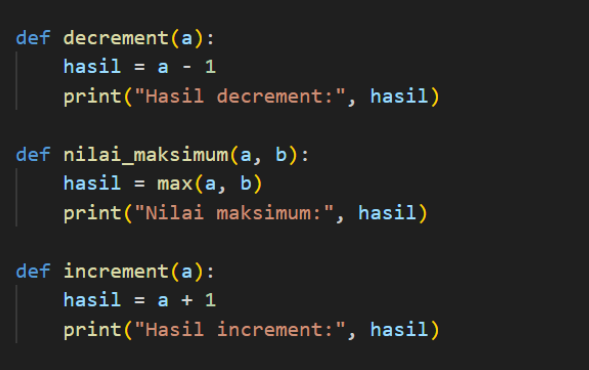 def decrement(a):
    hasil = a - 1
    print("Hasil decrement:", hasil)
def nilai_maksimum(a, b):
    hasil = max(a, b)
    print("Nilai maksimum:", hasil)
def increment(a):
    hasil = a + 1
    print("Hasil increment:", hasil)